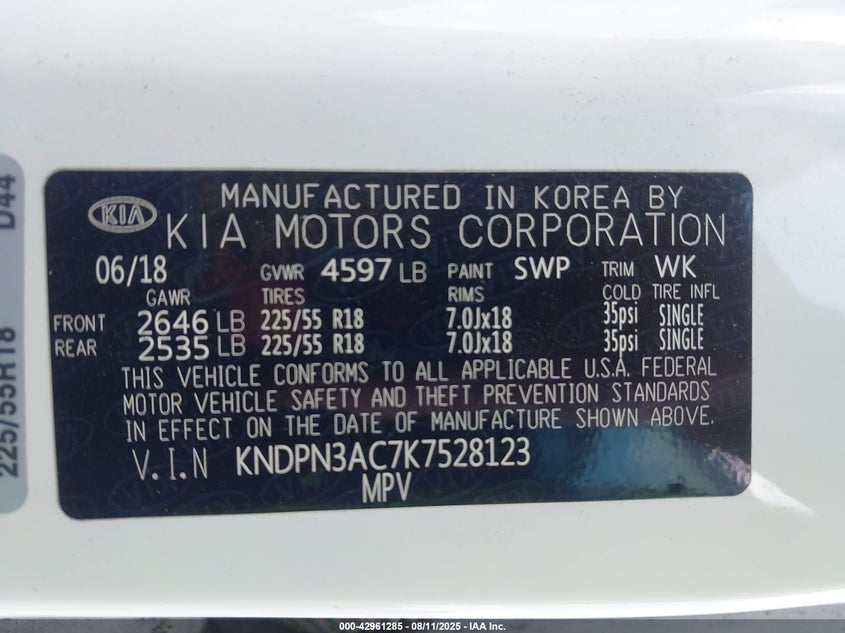 225/55R18 D44
MANUFACTURED IN KOREA BY
KIA KIA MOTORS CORPORATION
06/18 GVWR 4597 LB PAINT SWP TRIM WK
GAWR TIRES RIMS COLD TIRE INFL
FRONT 2646 LB 225/55 R18 7.0Jx18 35psi SINGLE
REAR 2535 LB 225/55 R18 7.0Jx18 35psi SINGLE
THIS VEHICLE CONFORMS TO ALL APPLICABLE U.S.A. FEDERAL
MOTOR VEHICLE SAFETY AND THEFT PREVENTION STANDARDS
IN EFFECT ON THE DATE OF MANUFACTURE SHOWN ABOVE.
V.I.N KNDPN3AC7K7528123
MPV
000-42961285 - 08/11/2025 - IAA Inc.